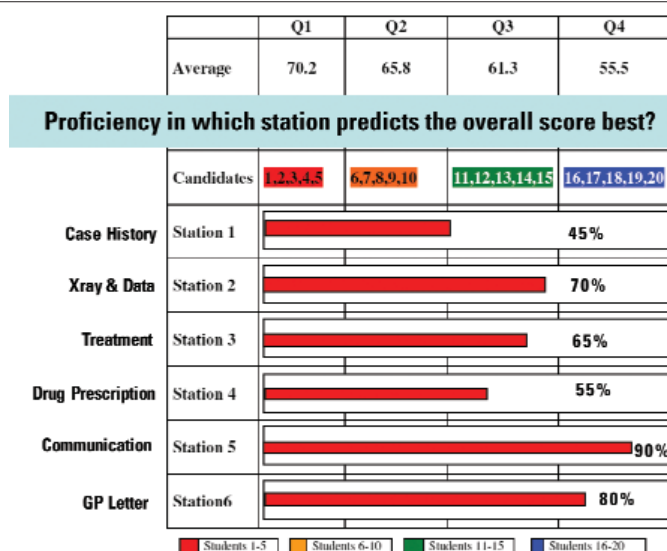 Q1 Q2 Q3 Q4
Average 70.2 65.8 61.3 55.5
Proficiency in which station predicts the overall score best?
Candidates 1,2,3,4,5 6,7,8,9,10 11,12,13,14,15 16,17,18,19,20
Case History Station 1 45%
Xray & Data Station 2 70%
Treatment Station 3 65%
Drug Prescription Station 4 55%
Communication Station 5 90%
GP Letter Station6 80%
Students 1-5 Students 6-10 Students 11-15 Students 16-20